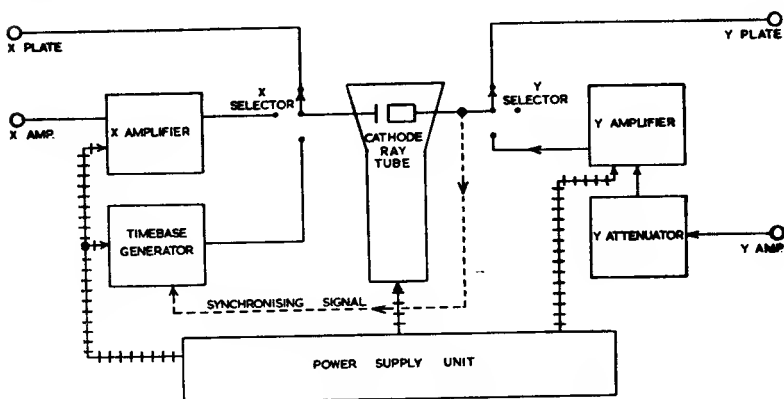 X PLATE
Y PLATE
X
SELECTOR
Y
SELECTOR
X AMP.
X AMPLIFIER
CATHODE
RAY
TUBE
Y AMPLIFIER
TIMEBASE
GENERATOR
Y ATTENUATOR
Y AMP.
SYNCHRONISING SIGNAL
POWER SUPPLY UNIT